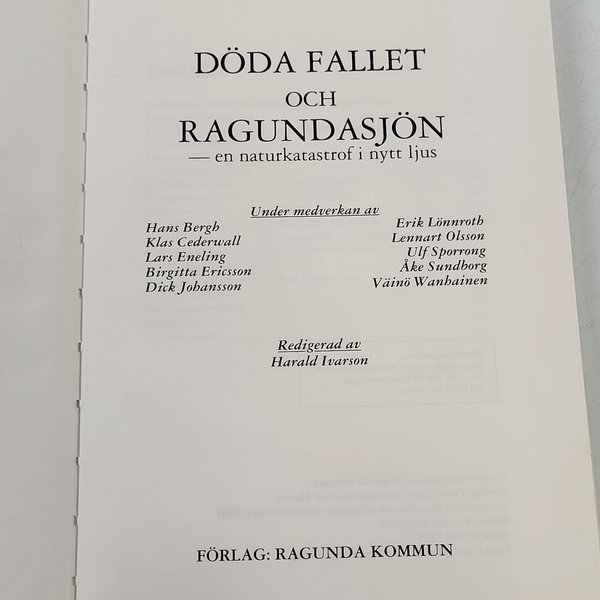 DÖDA FALLET
OCH
RAGUNDASJÖN
— en naturkatastrof i nytt ljus
Under medverkan av
Hans Bergh
Klas Cederwall
Lars Eneling
Birgitta Ericsson
Dick Johansson
Erik Lönnroth
Lennart Olsson
Ulf Sporrong
Åke Sundborg
Väinö Wanhainen
Redigerad av
Harald Ivarson
FÖRLAG: RAGUNDA KOMMUN